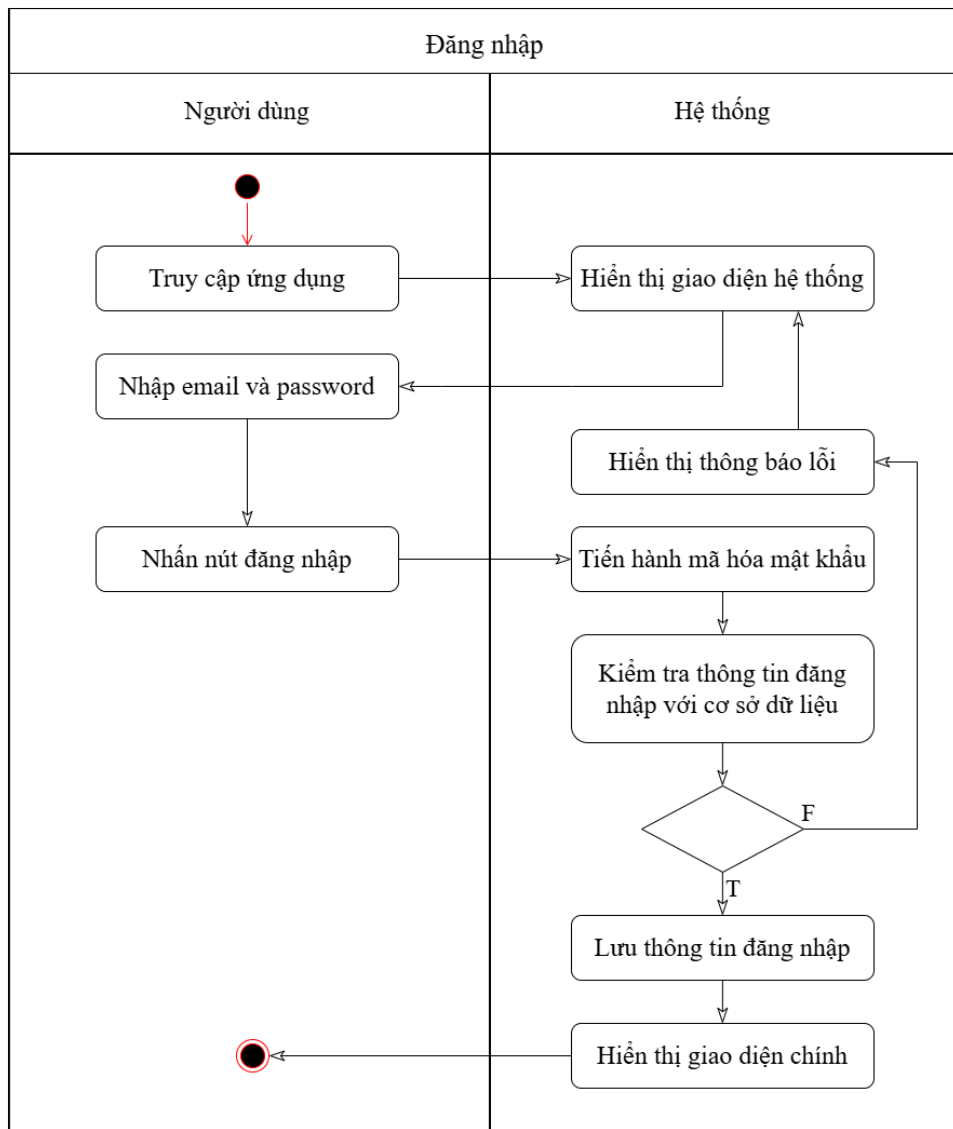 Đăng nhập
Người dùng
Hệ thống
Truy cập ứng dụng
Hiển thị giao diện hệ thống
Nhập email và password
Hiển thị thông báo lỗi
Nhấn nút đăng nhập
Tiến hành mã hóa mật khẩu
Kiểm tra thông tin đăng
nhập với cơ sở dữ liệu
F
T
Lưu thông tin đăng nhập
Hiển thị giao diện chính